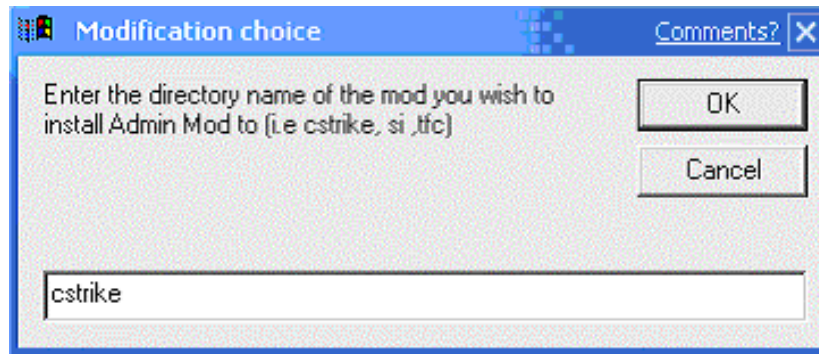 Modification choice
Comments?
Enter the directory name of the mod you wish to
install Admin Mod to (i.e cstrike, si ,tfc)
OK
Cancel
cstrike